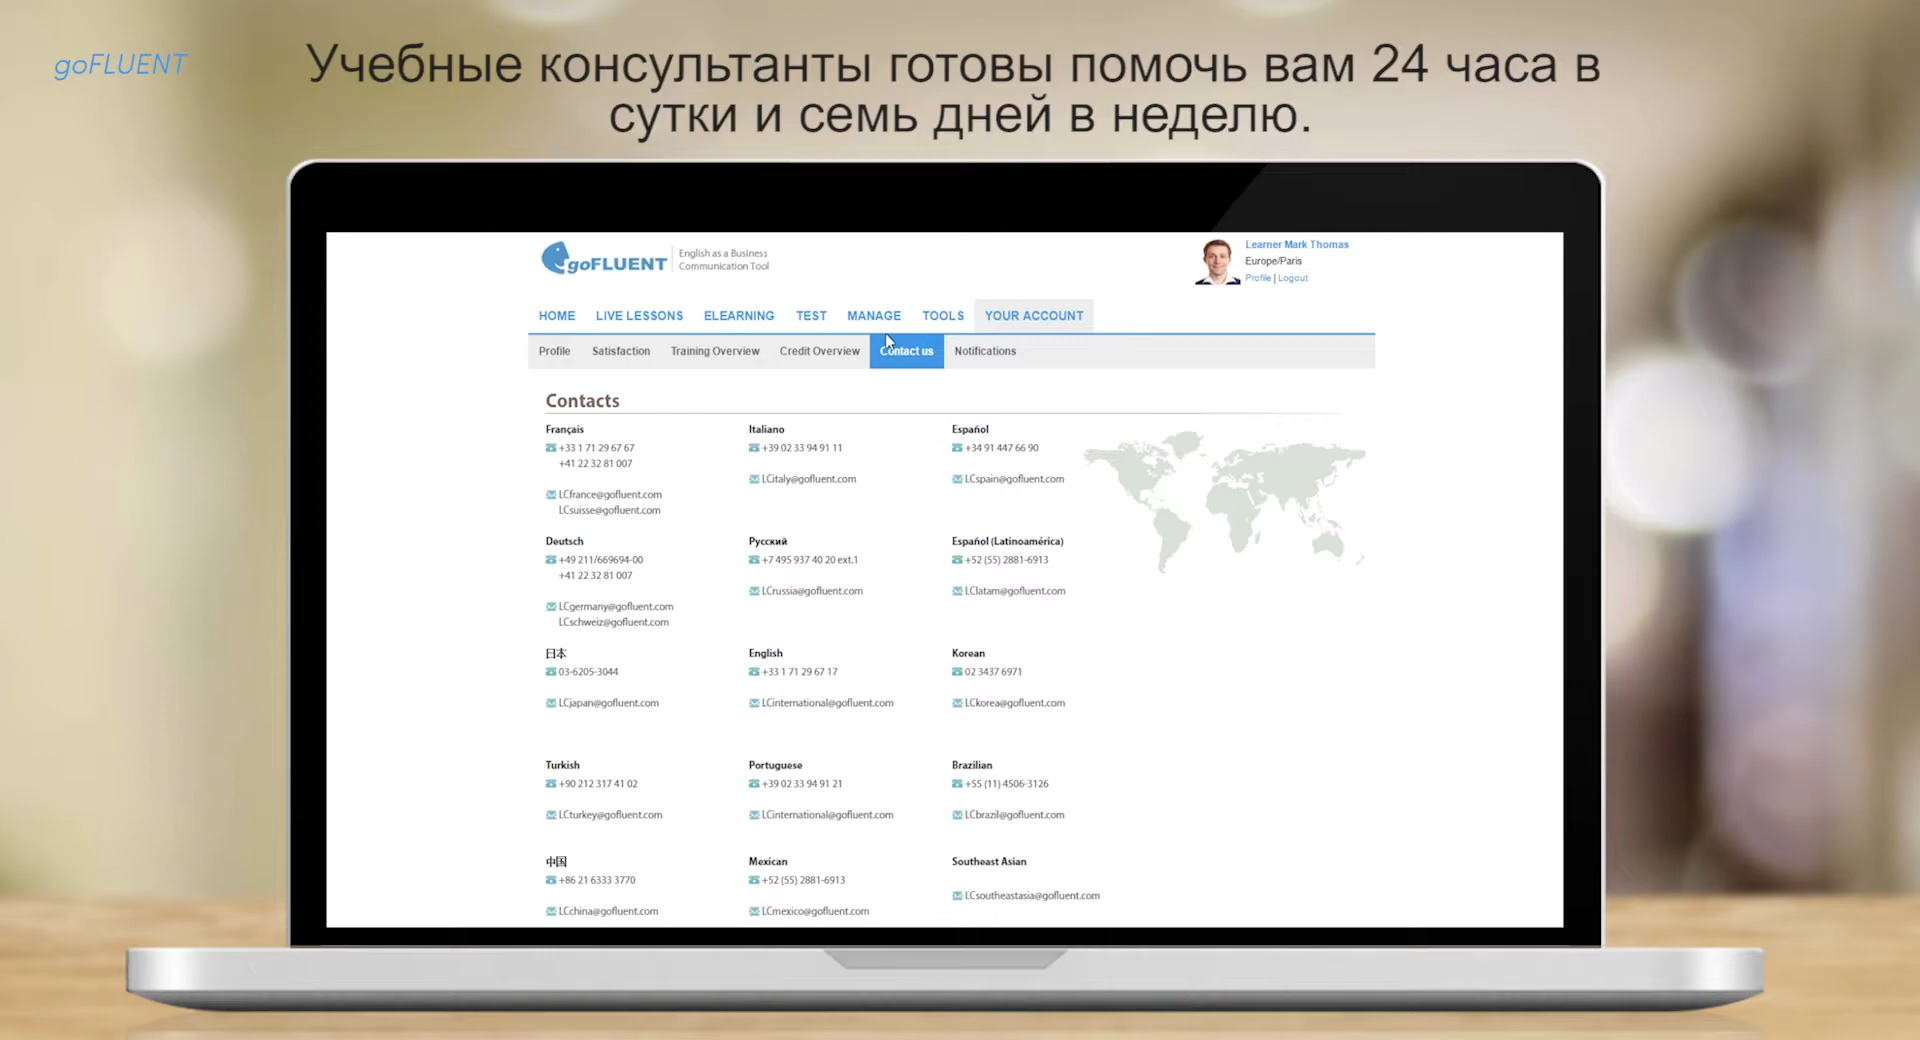 goFLUENT
Учебные консультанты готовы помочь вам 24 часа в
сутки и семь дней в неделю.
goFLUENT
English as a Business
Communication Tool
Learner Mark Thomas
Europe/Paris
Profile | Logout
HOME LIVE LESSONS ELEARNING TEST MANAGE TOOLS YOUR ACCOUNT
Profile Satisfaction Training Overview Credit Overview Contact us Notifications
Contacts
Français
+33 1 71 29 67 67
+41 22 32 81 007
LCfrance@gofluent.com
LCsuisse@gofluent.com
Italiano
+39 02 33 94 91 11
LCitaly@gofluent.com
Español
+34 91 447 66 90
LCspain@gofluent.com
Deutsch
+49 211/669694-00
+41 22 32 81 007
LCgermany@gofluent.com
LCschweiz@gofluent.com
Русский
+7 495 937 40 20 ext.1
LCrussia@gofluent.com
Español (Latinoamérica)
+52 (55) 2881-6913
LClatam@gofluent.com
日本
03-6205-3044
LCjapan@gofluent.com
English
+33 1 71 29 67 17
LCinternational@gofluent.com
Korean
02 3437 6971
LCkorea@gofluent.com
Turkish
+90 212 317 41 02
LCturkey@gofluent.com
Portuguese
+39 02 33 94 91 21
LCinternational@gofluent.com
Brazilian
+55 (11) 4506-3126
LCbrazil@gofluent.com
中国
+86 21 6333 3770
LCchina@gofluent.com
Mexican
+52 (55) 2881-6913
LCmexico@gofluent.com
Southeast Asian
LCsoutheastasia@gofluent.com